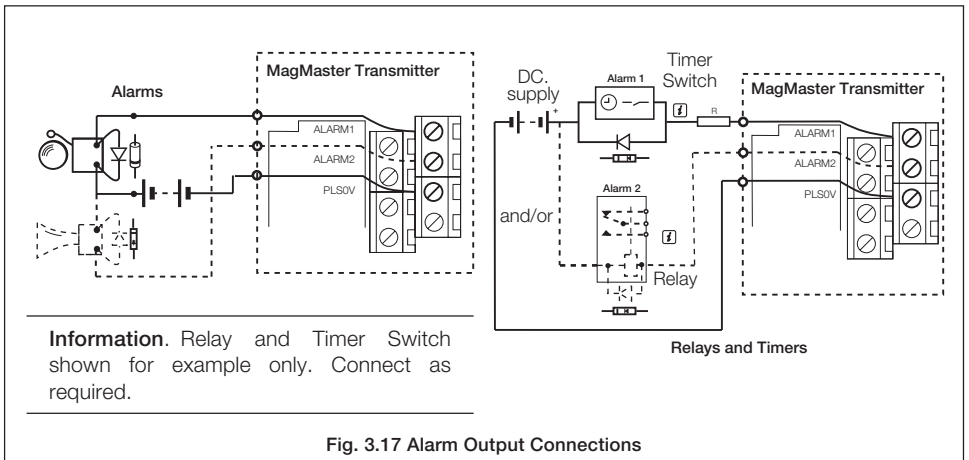 MagMaster Transmitter
Alarms
ALARM1
ALARM2
PLS0V
Information. Relay and Timer Switch
shown for example only. Connect as
required.
DC.
supply
+
Alarm 1
Timer
Switch
i
R
MagMaster Transmitter
ALARM1
ALARM2
PLS0V
and/or
Alarm 2
i
Relay
Relays and Timers
Fig. 3.17 Alarm Output Connections